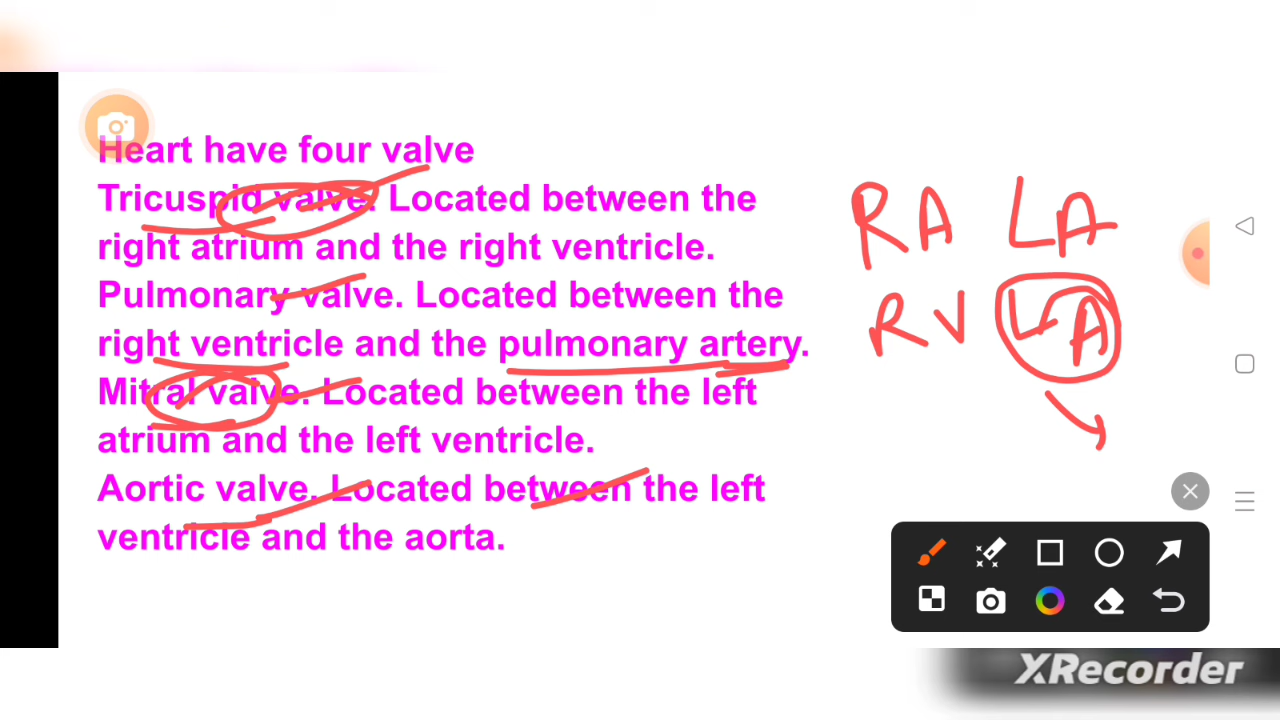 Heart have four valve
Tricuspid valve. Located between the
right atrium and the right ventricle.
Pulmonary valve. Located between the
right ventricle and the pulmonary artery.
Mitral valve. Located between the left
atrium and the left ventricle.
Aortic valve. Located between the left
ventricle and the aorta.
RA LA
RV LA
XRecorder